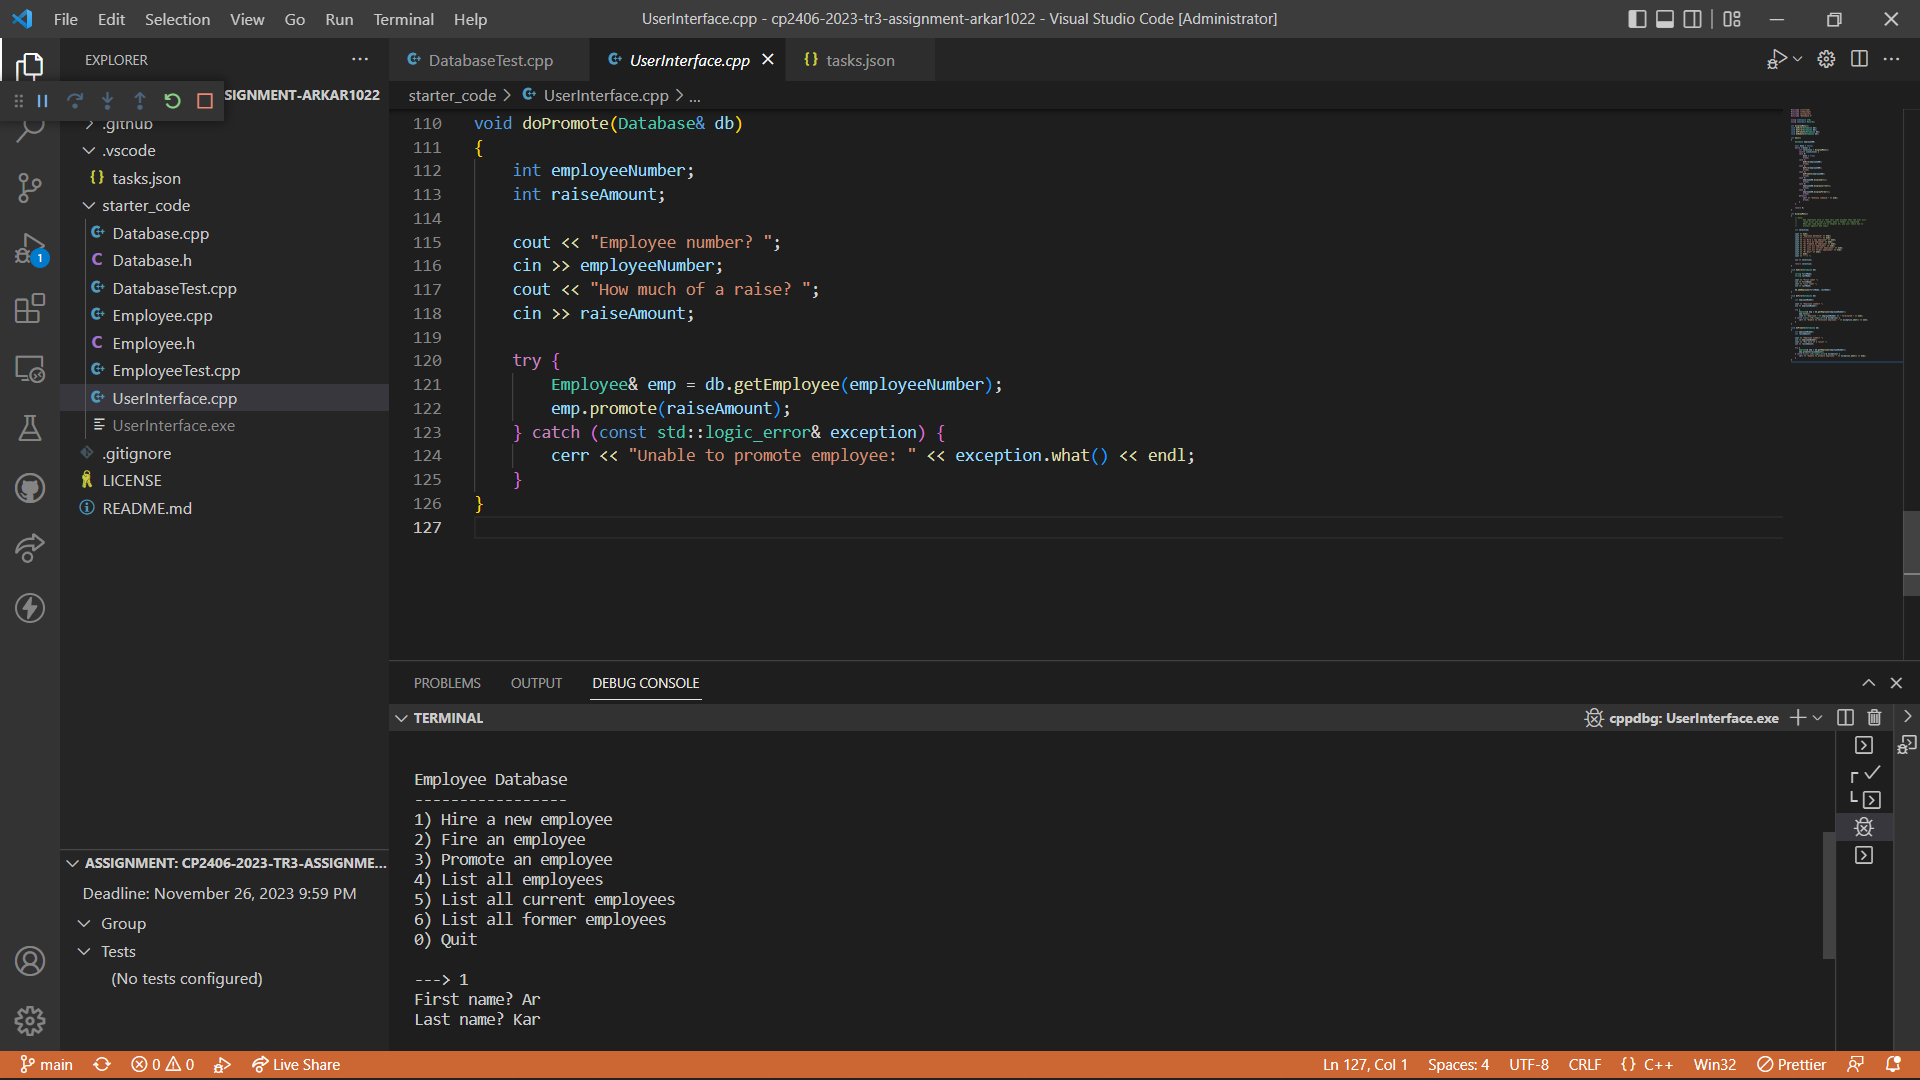 File Edit Selection View Go Run Terminal Help
UserInterface.cpp - cp2406-2023-tr3-assignment-arkar1022 - Visual Studio Code [Administrator]
EXPLORER
SIGNMENT-ARKAR1022
.github
.vscode
tasks.json
starter_code
Database.cpp
Database.h
DatabaseTest.cpp
Employee.cpp
Employee.h
EmployeeTest.cpp
UserInterface.cpp
UserInterface.exe
.gitignore
LICENSE
README.md
ASSIGNMENT: CP2406-2023-TR3-ASSIGNME...
Deadline: November 26, 2023 9:59 PM
Group
Tests
(No tests configured)
DatabaseTest.cpp UserInterface.cpp tasks.json
starter_code > UserInterface.cpp > ...
110 void doPromote(Database& db)
111 {
112 int employeeNumber;
113 int raiseAmount;
114
115 cout << "Employee number? ";
116 cin >> employeeNumber;
117 cout << "How much of a raise? ";
118 cin >> raiseAmount;
119
120 try {
121 Employee& emp = db.getEmployee(employeeNumber);
122 emp.promote(raiseAmount);
123 } catch (const std::logic_error& exception) {
124 cerr << "Unable to promote employee: " << exception.what() << endl;
125 }
126 }
127
PROBLEMS OUTPUT DEBUG CONSOLE
TERMINAL
cppdbg: UserInterface.exe
Employee Database
-----------------
1) Hire a new employee
2) Fire an employee
3) Promote an employee
4) List all employees
5) List all current employees
6) List all former employees
0) Quit
---> 1
First name? Ar
Last name? Kar
1
main 0 0 Live Share
Ln 127, Col 1 Spaces: 4 UTF-8 CRLF {} C++ Win32 Prettier